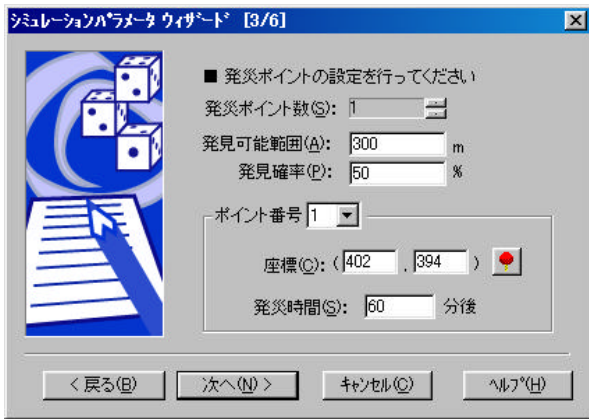 ｼﾐｭﾚｰｼｮﾝﾊﾟﾗﾒｰﾀ ｳｨｻﾞｰﾄﾞ [3/6]
■ 発災ポイントの設定を行ってください
発災ポイント数(S): 1
発見可能範囲(A): 300 m
発見確率(P): 50 %
ポイント番号 1
座標(C): ( 402 , 394 )
発災時間(S): 60 分後
< 戻る(B) 次へ(N) > ｷｬﾝｾﾙ(C) ﾍﾙﾌﾟ(H)